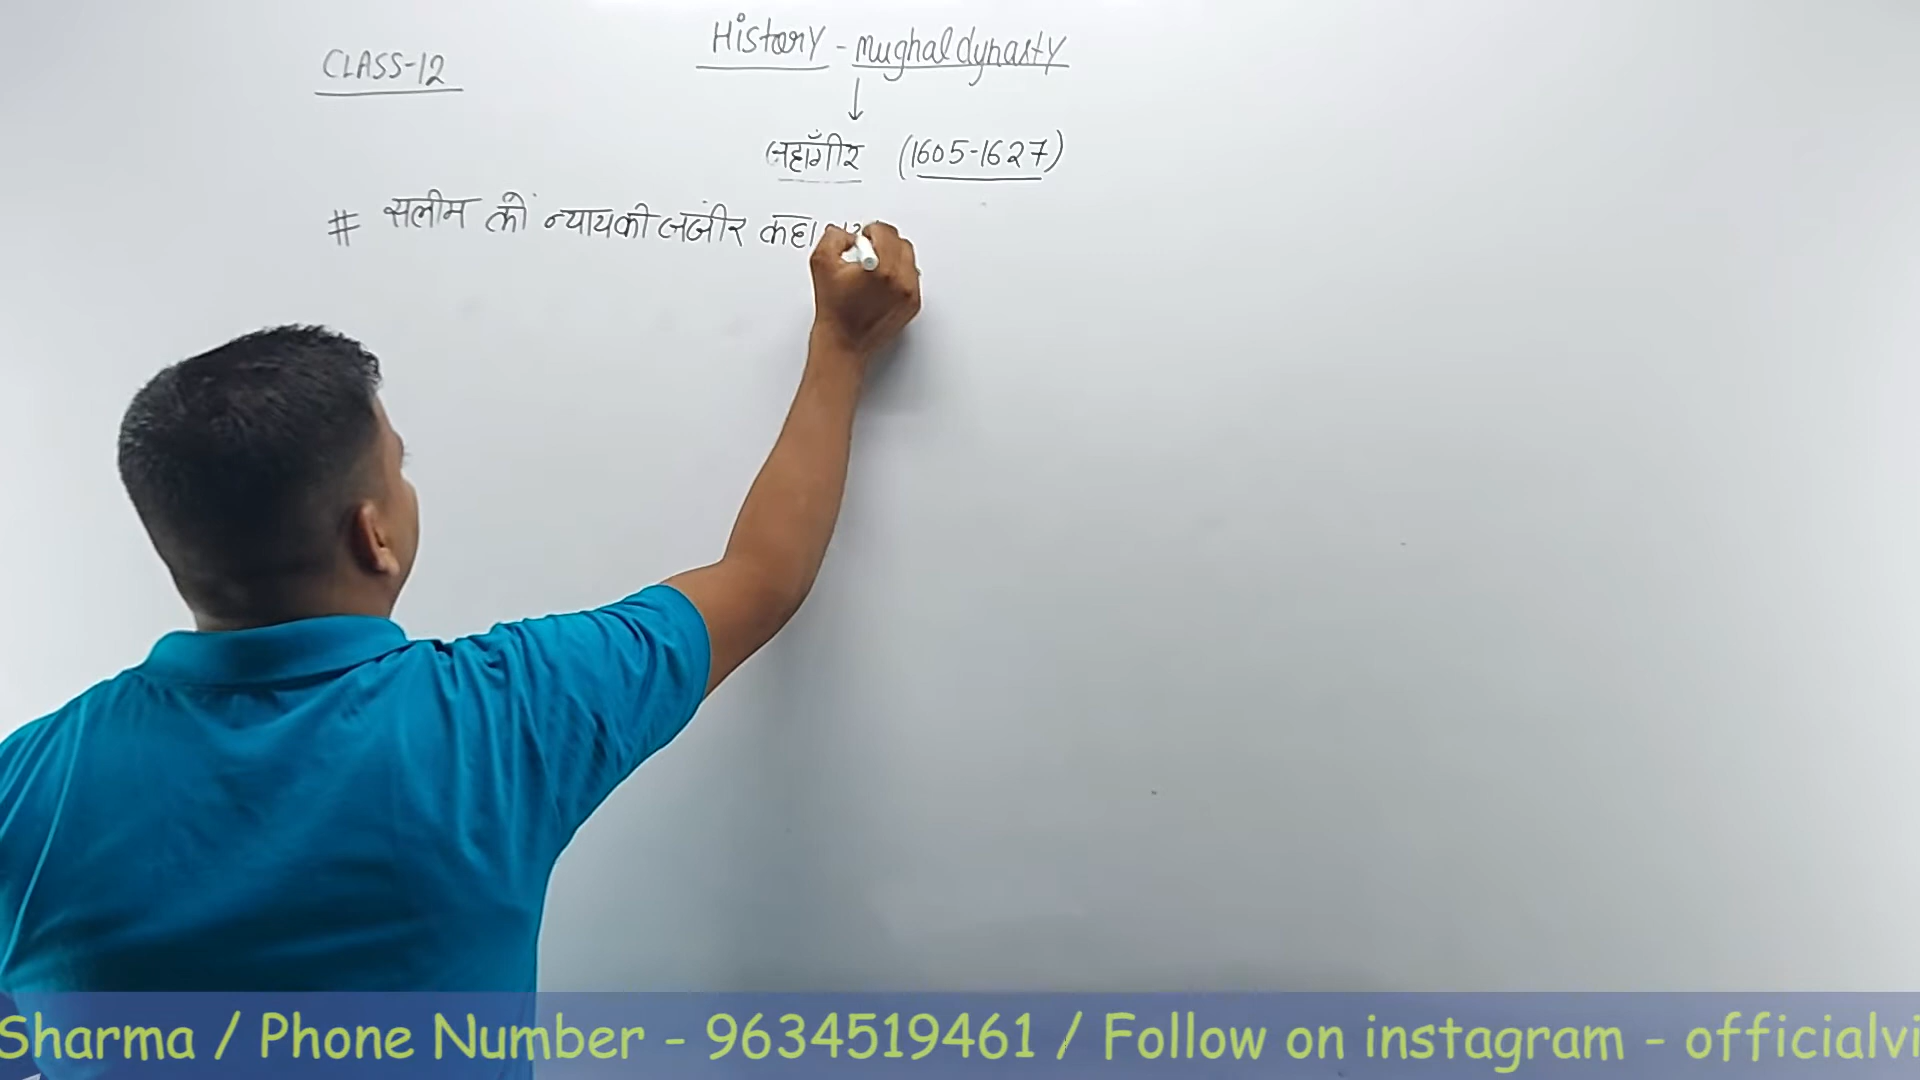 CLASS-12
History - Mughal dynasty
जहाँगीर (1605-1627)
# सलीम को न्याय की जंजीर कहा
Sharma / Phone Number - 9634519461 / Follow on instagram - officialvi